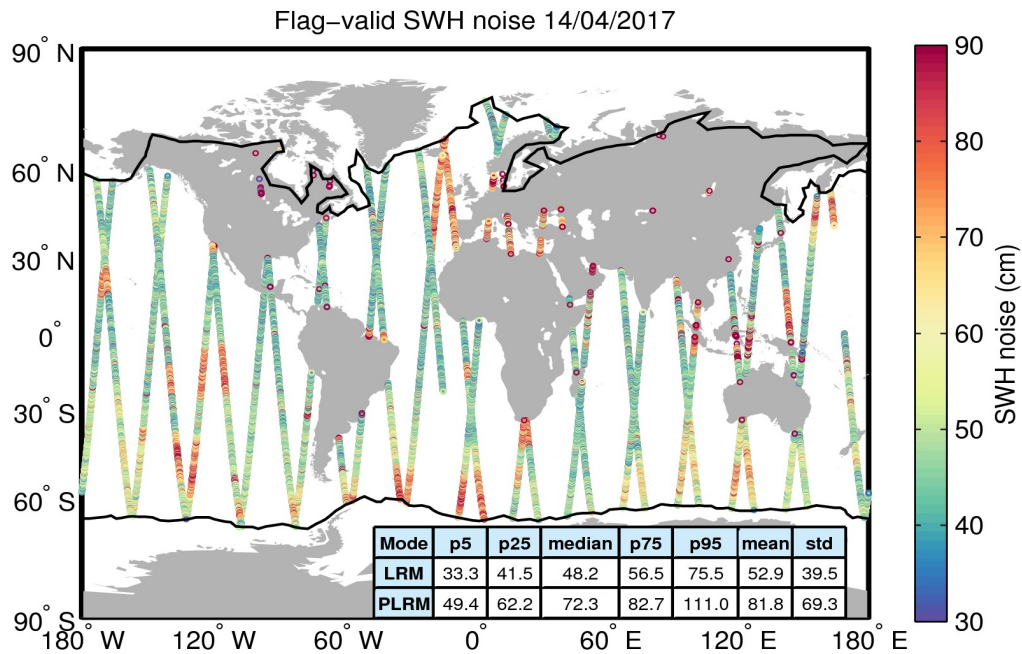 Flag−valid SWH noise 14/04/2017
90° N
60° N
30° N
0°
30° S
60° S
90° S
180° W
120° W
60° W
0°
60° E
120° E
180° E
Mode p5 p25 median p75 p95 mean std
LRM 33.3 41.5 48.2 56.5 75.5 52.9 39.5
PLRM 49.4 62.2 72.3 82.7 111.0 81.8 69.3
90
80
70
60
50
40
30
SWH noise (cm)